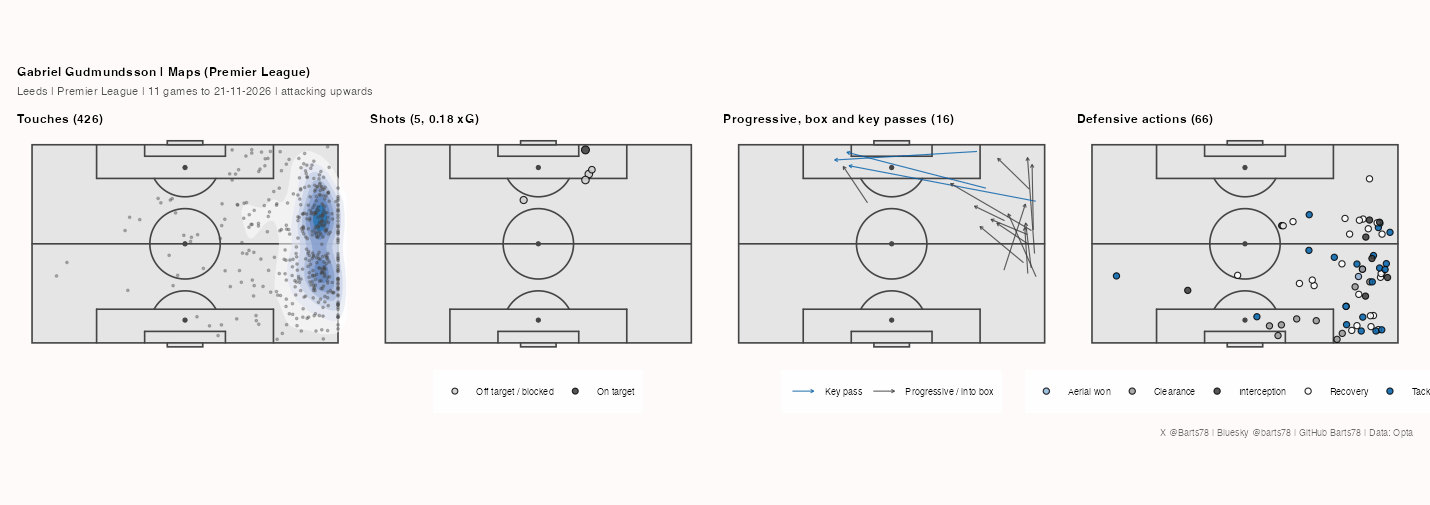 Gabriel Gudmundsson | Maps (Premier League)
Leeds | Premier League | 11 games to 21-11-2026 | attacking upwards
Touches (426)
Shots (5, 0.18 xG)
Progressive, box and key passes (16)
Defensive actions (66)
Off target / blocked
On target
Key pass
Progressive / into box
Aerial won
Clearance
Interception
Recovery
Tack
X @Barts78 | Bluesky @barts78 | GitHub Barts78 | Data: Opta